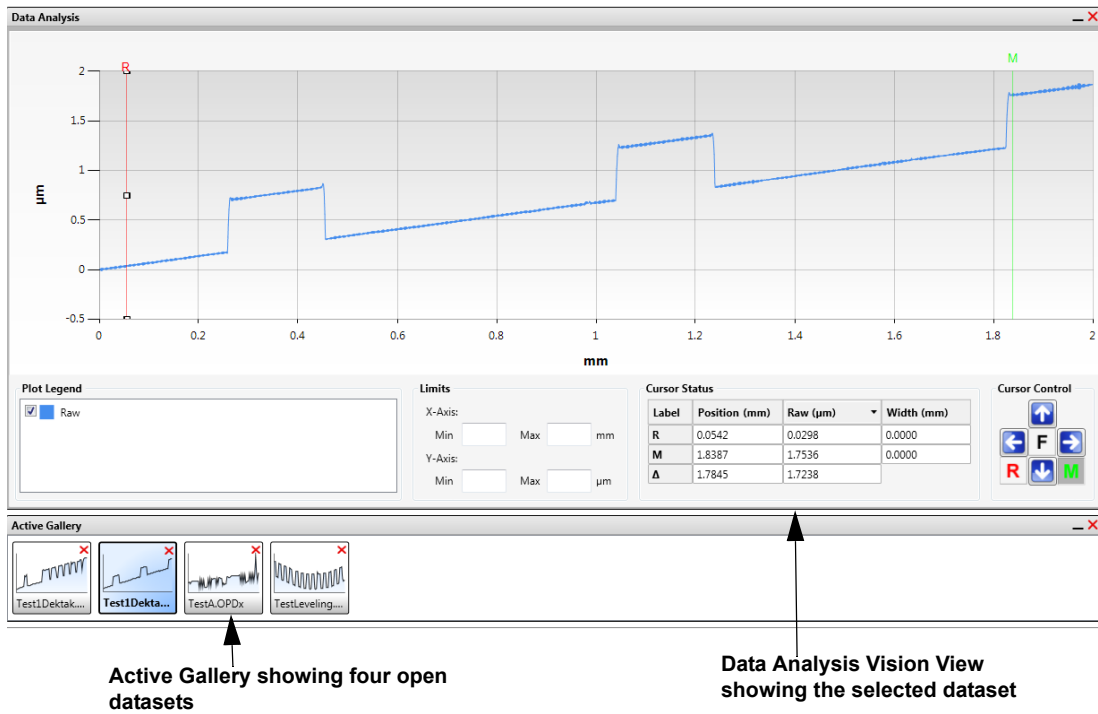 Data Analysis
R
M
2
1.5
1
0.5
0
-0.5
µm
0 0.2 0.4 0.6 0.8 1 1.2 1.4 1.6 1.8 2
mm
Plot Legend
Raw
Limits
X-Axis:
Min Max mm
Y-Axis:
Min Max µm
Cursor Status
Label Position (mm) Raw (µm) Width (mm)
R 0.0542 0.0298 0.0000
M 1.8387 1.7536 0.0000
Δ 1.7845 1.7238
Cursor Control
F
R M
Active Gallery
Test1Dektak.... Test1Dekta... TestA.OPDx TestLeveling....
Active Gallery showing four open
datasets
Data Analysis Vision View
showing the selected dataset